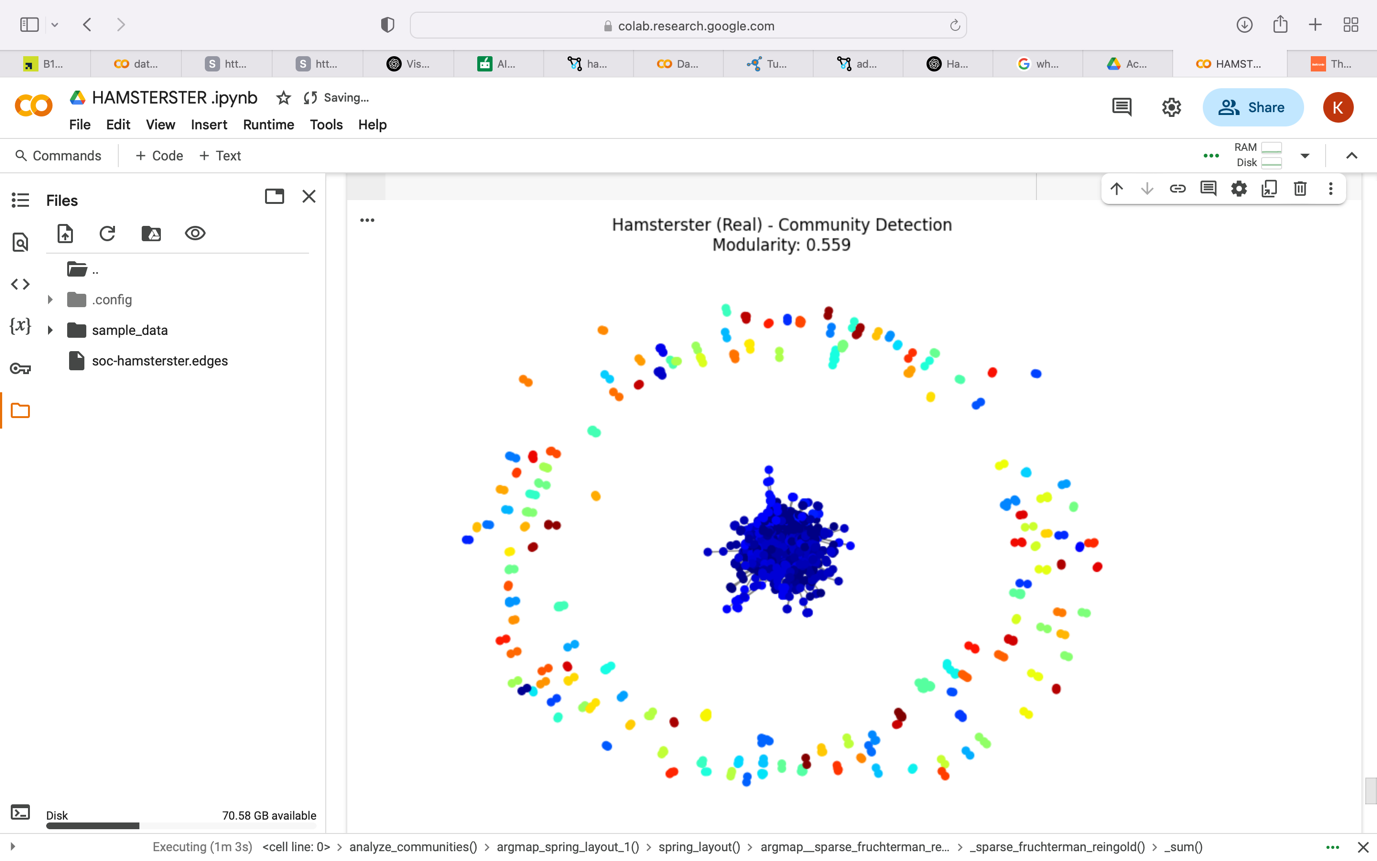 colab.research.google.com
B1...
dat...
S
htt...
S
htt...
Vis...
AI...
ha...
Da...
Tu...
ad...
Ha...
wh...
Ac...
HAMST...
Th...
HAMSTERSTER .ipynb
Saving...
File Edit View Insert Runtime Tools Help
Share
K
Commands
+ Code + Text
RAM
Disk
Files
..
.config
sample_data
soc-hamsterster.edges
{x}
Hamsterster (Real) - Community Detection
Modularity: 0.559
Disk
70.58 GB available
Executing (1m 3s) <cell line: 0> > analyze_communities() > argmap_spring_layout_1() > spring_layout() > argmap__sparse_fruchterman_re... > _sparse_fruchterman_reingold() > _sum()